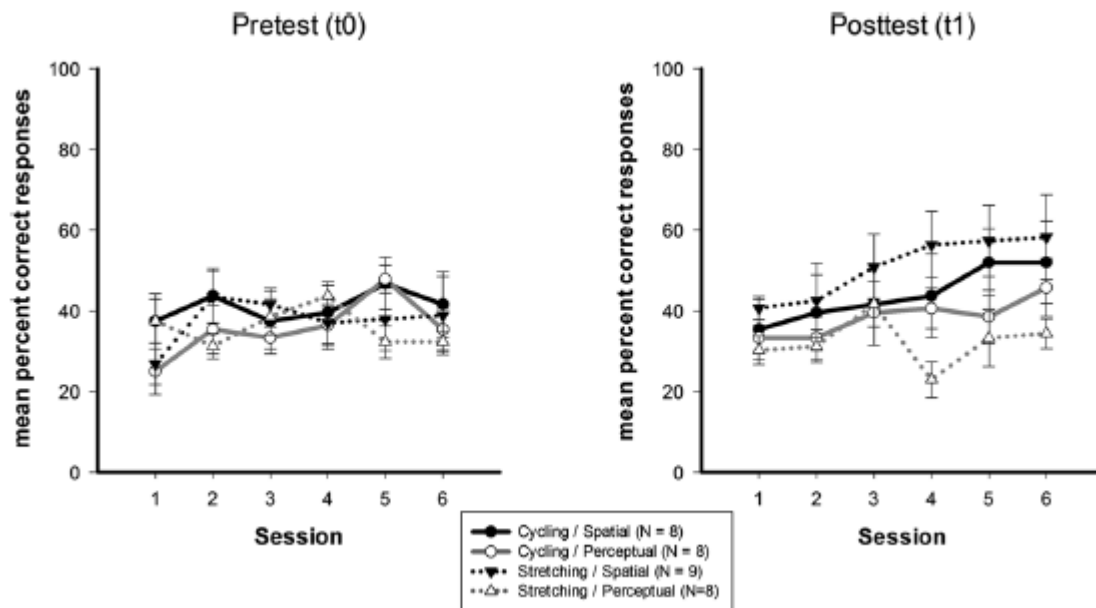 Pretest (t0)
Posttest (t1)
mean percent correct responses
100
80
60
40
20
0
1 2 3 4 5 6
Session
mean percent correct responses
100
80
60
40
20
0
1 2 3 4 5 6
Session
Cycling / Spatial (N = 8)
Cycling / Perceptual (N = 8)
Stretching / Spatial (N = 9)
Stretching / Perceptual (N=8)